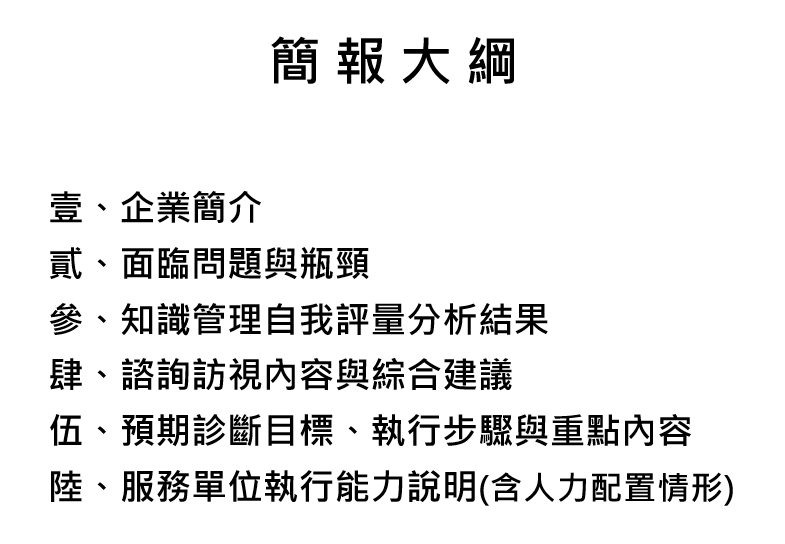 簡報大綱
壹、企業簡介
貳、面臨問題與瓶頸
參、知識管理自我評量分析結果
肆、諮詢訪視內容與綜合建議
伍、預期診斷目標、執行步驟與重點內容
陸、服務單位執行能力說明(含人力配置情形)